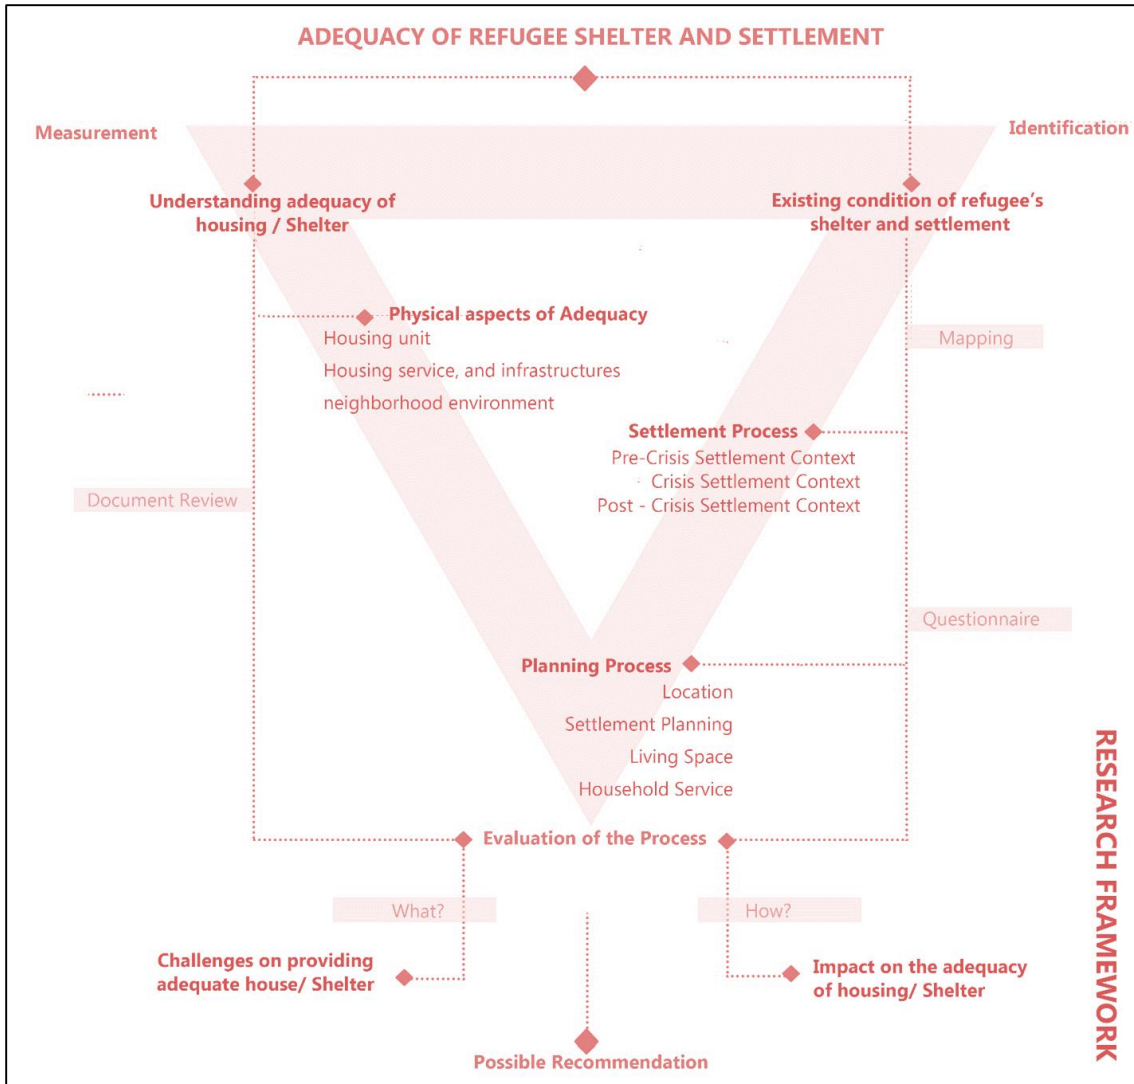 ADEQUACY OF REFUGEE SHELTER AND SETTLEMENT
Measurement
Identification
Understanding adequacy of
housing / Shelter
Existing condition of refugee's
shelter and settlement
Physical aspects of Adequacy
Housing unit
Housing service, and infrastructures
neighborhood environment
Mapping
Settlement Process
Pre-Crisis Settlement Context
Crisis Settlement Context
Post - Crisis Settlement Context
Document Review
Questionnaire
Planning Process
Location
Settlement Planning
Living Space
Household Service
Evaluation of the Process
What?
How?
Challenges on providing
adequate house/ Shelter
Impact on the adequacy
of housing/ Shelter
Possible Recommendation
RESEARCH FRAMEWORK